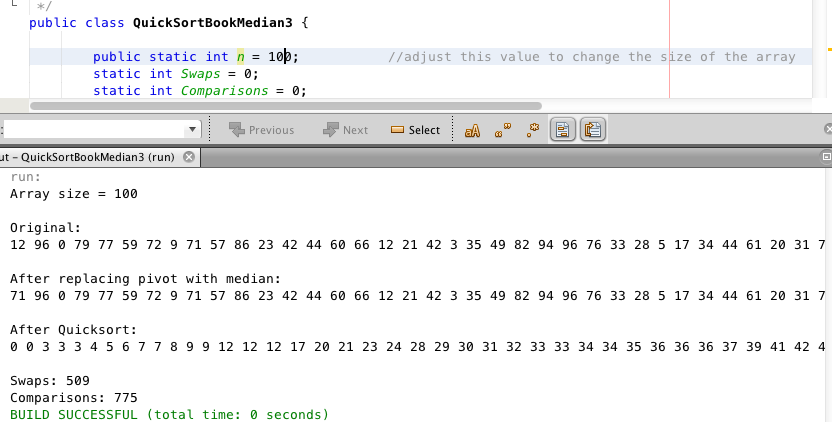 */
public class QuickSortBookMedian3 {
public static int n = 100; //adjust this value to change the size of the array
static int Swaps = 0;
static int Comparisons = 0;
: Previous Next Select aA “” .*
ut – QuickSortBookMedian3 (run)
run:
Array size = 100
Original:
12 96 0 79 77 59 72 9 71 57 86 23 42 44 60 66 12 21 42 3 35 49 82 94 96 76 33 28 5 17 34 44 61 20 31 7
After replacing pivot with median:
71 96 0 79 77 59 72 9 71 57 86 23 42 44 60 66 12 21 42 3 35 49 82 94 96 76 33 28 5 17 34 44 61 20 31 7
After Quicksort:
0 0 3 3 3 4 5 6 7 7 8 9 9 12 12 12 17 20 21 23 24 28 29 30 31 32 33 33 34 34 35 36 36 36 37 39 41 42 4
Swaps: 509
Comparisons: 775
BUILD SUCCESSFUL (total time: 0 seconds)